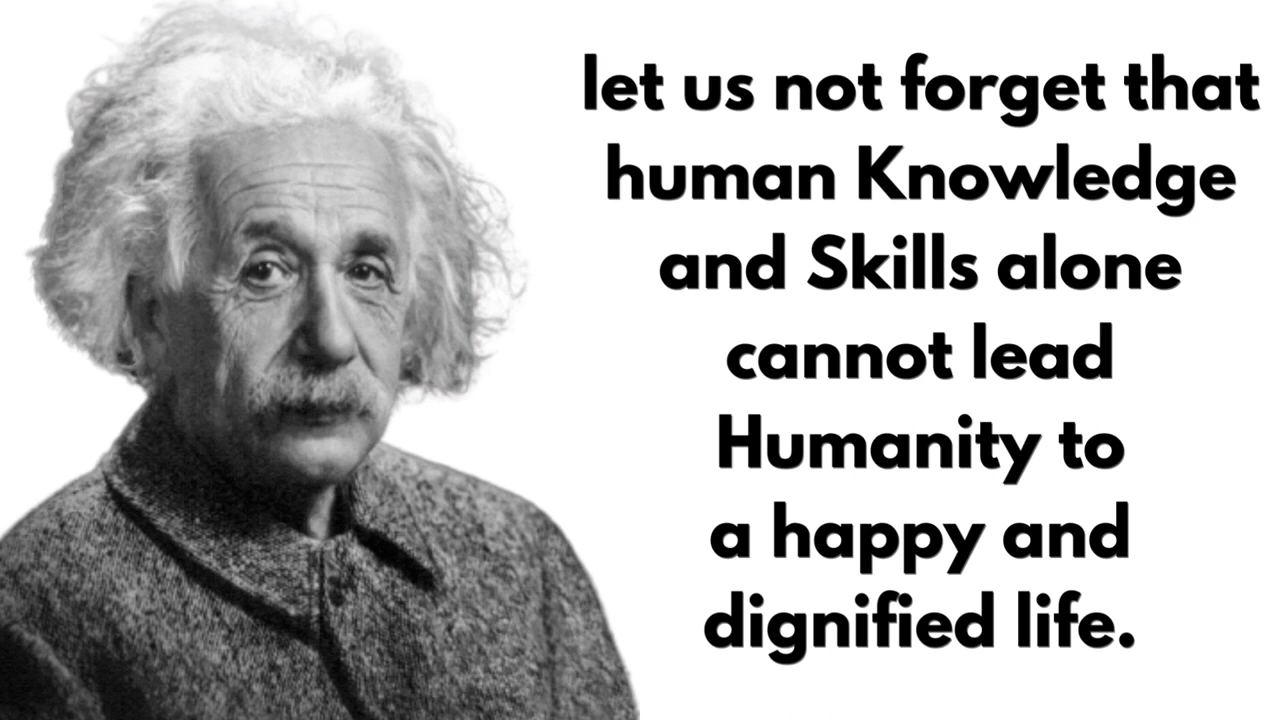 let us not forget that
human Knowledge
and Skills alone
cannot lead
Humanity to
a happy and
dignified life.